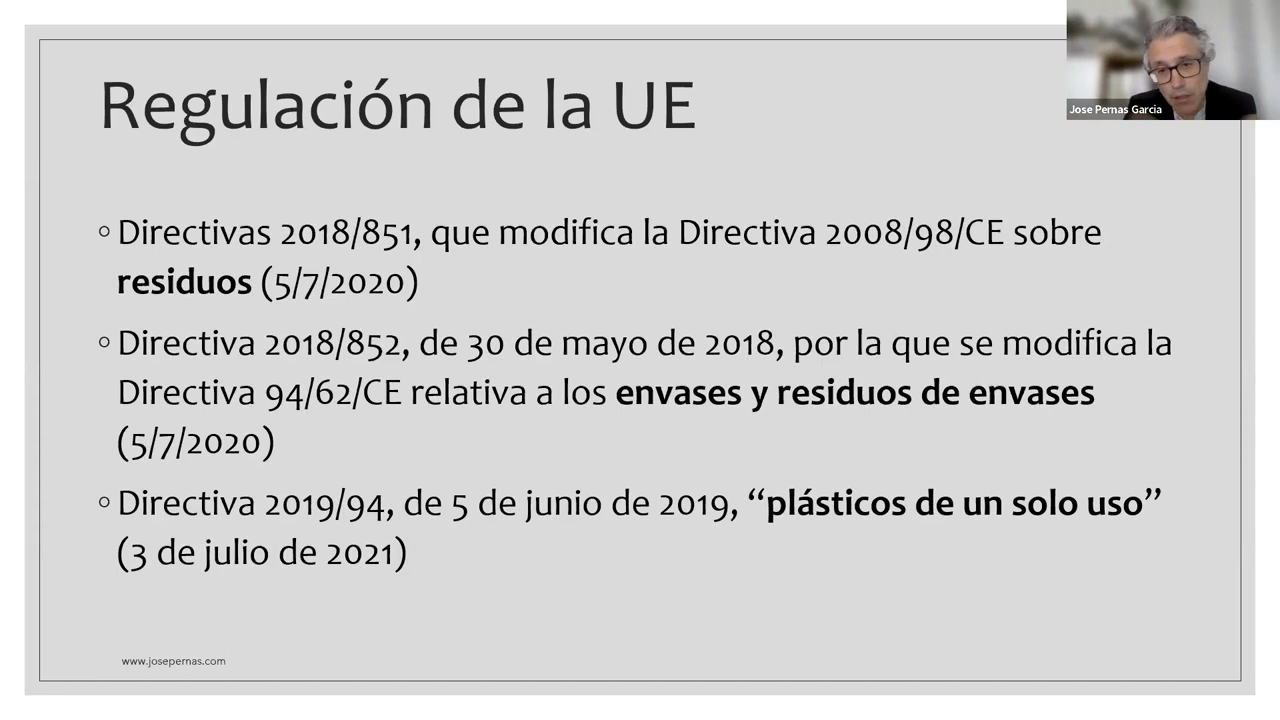 Regulación de la UE
Jose Pernas Garcia
◦ Directivas 2018/851, que modifica la Directiva 2008/98/CE sobre
residuos (5/7/2020)
◦ Directiva 2018/852, de 30 de mayo de 2018, por la que se modifica la
Directiva 94/62/CE relativa a los envases y residuos de envases
(5/7/2020)
◦ Directiva 2019/94, de 5 de junio de 2019, “plásticos de un solo uso”
(3 de julio de 2021)
www.josepernas.com